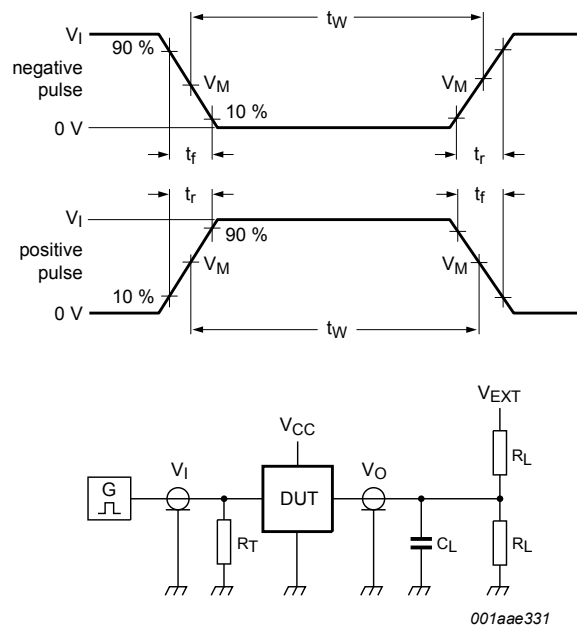 V_I
t_W
90 %
negative
pulse
V_M
V_M
10 %
0 V
t_f
t_r
t_r
t_f
V_I
90 %
positive
pulse
V_M
V_M
10 %
0 V
t_W
V_EXT
V_CC
R_L
V_I
V_O
G
DUT
R_T
C_L
R_L
001aae331